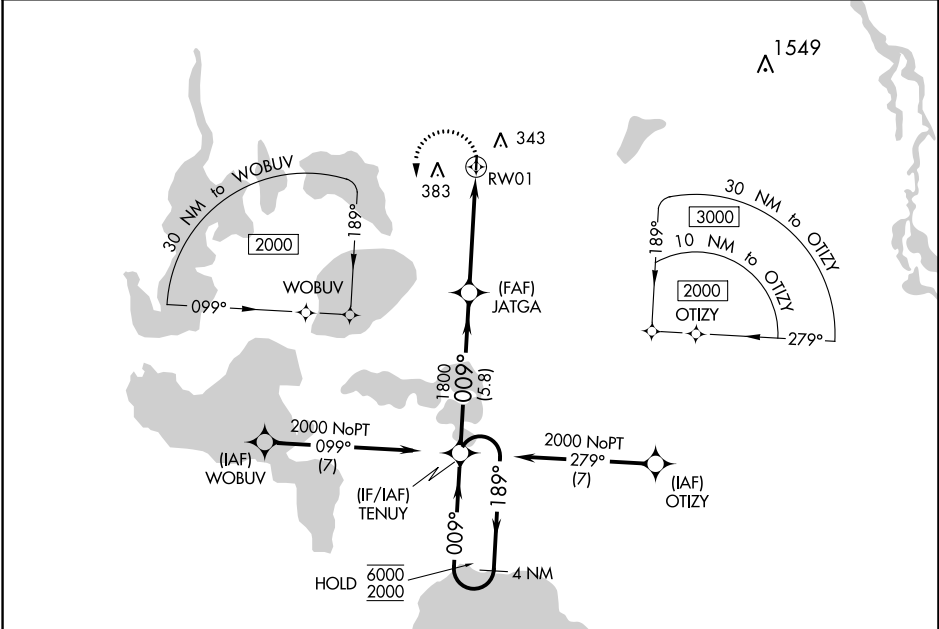 1549
343
383
RW01
30 NM to WOBUV
2000
189°
099°
WOBUV
30 NM to OTIZY
3000
10 NM to OTIZY
189°
2000
OTIZY
279°
(FAF)
JATGA
1800
009°
(5.8)
2000 NoPT
099°
(7)
(IAF)
WOBUV
2000 NoPT
279°
(7)
(IAF)
OTIZY
(IF/IAF)
TENUY
009°
189°
HOLD
6000
2000
4 NM